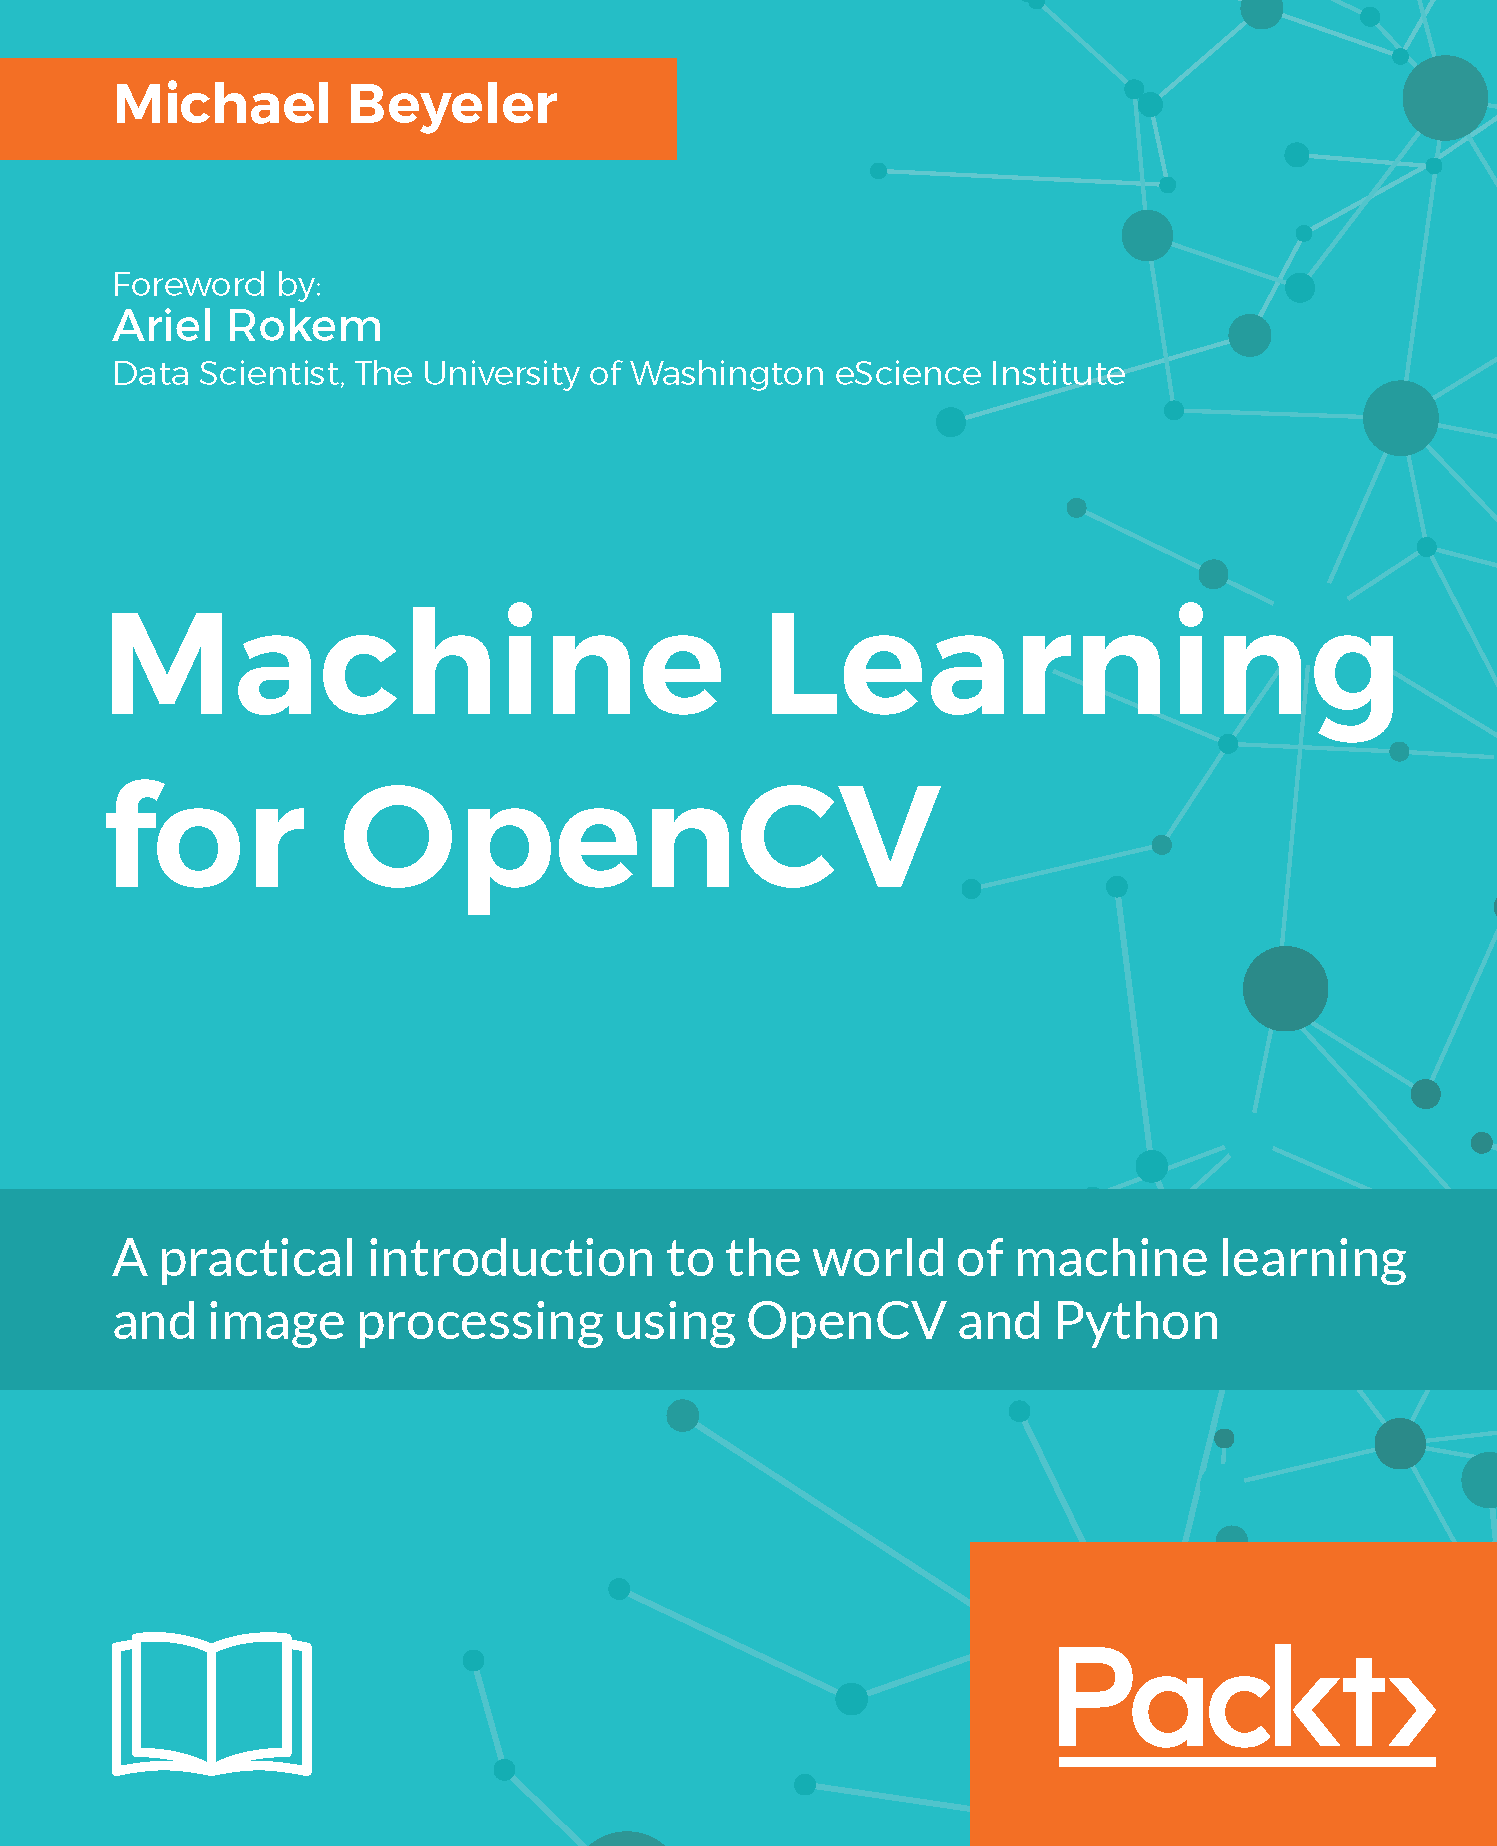 Michael Beyeler
Foreword by:
Ariel Rokem
Data Scientist, The University of Washington eScience Institute
Machine Learning
for OpenCV
A practical introduction to the world of machine learning
and image processing using OpenCV and Python
Packt>